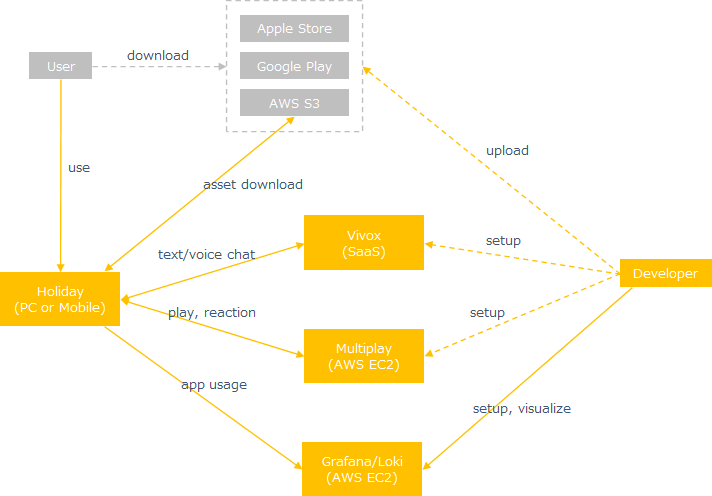 Apple Store
download
User
Google Play
AWS S3
upload
use
asset download
Vivox
(SaaS)
text/voice chat
setup
Developer
Holiday
(PC or Mobile)
play, reaction
setup
Multiplay
(AWS EC2)
app usage
setup, visualize
Grafana/Loki
(AWS EC2)